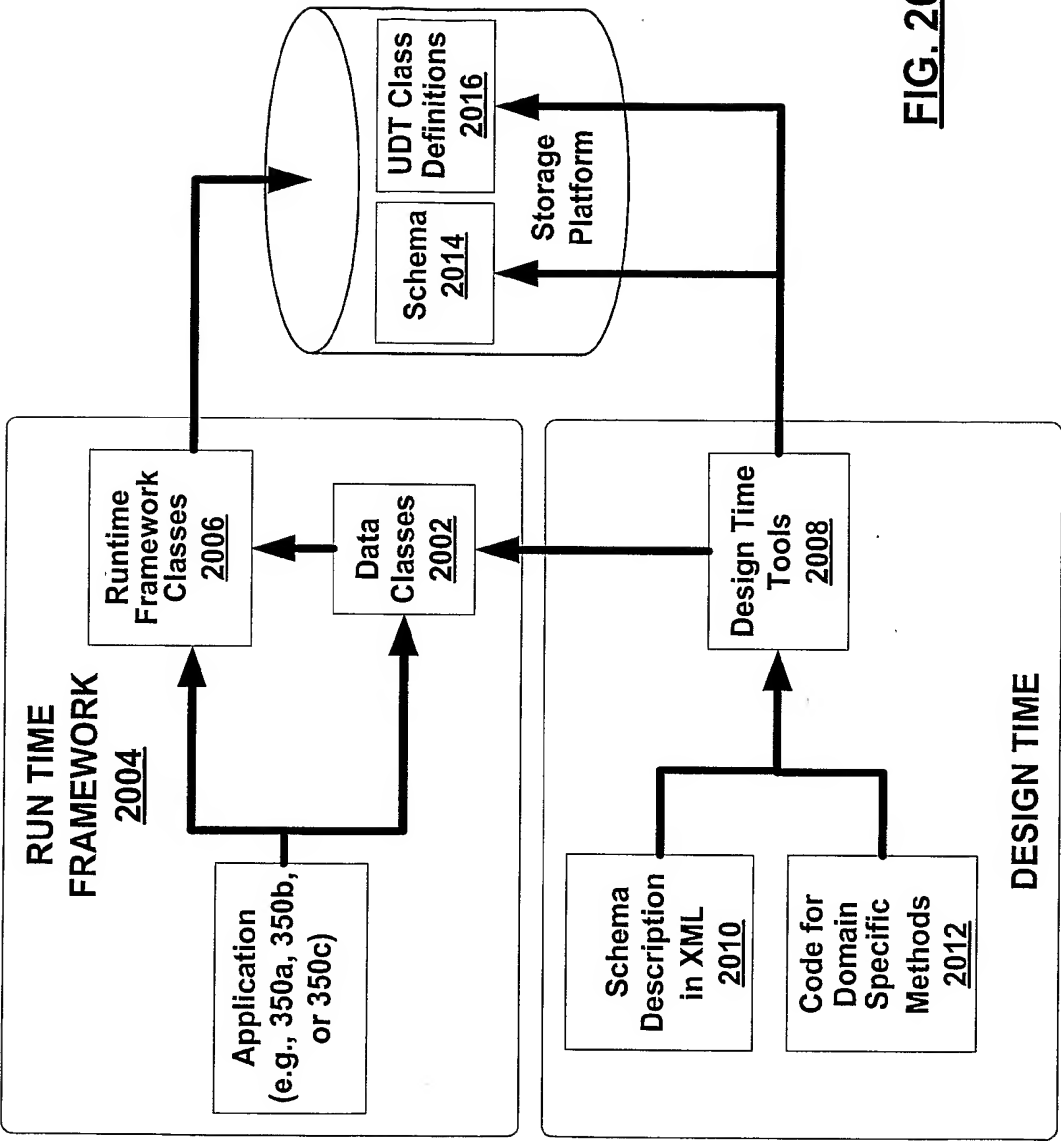 RUN TIME
FRAMEWORK
2004
Application
(e.g., 350a, 350b,
or 350c)
Runtime
Framework
Classes
2006
Data
Classes
2002
Schema
2014
UDT Class
Definitions
2016
Storage
Platform
Schema
Description
in XML
2010
Code for
Domain
Specific
Methods
2012
Design Time
Tools
2008
DESIGN TIME
FIG. 20